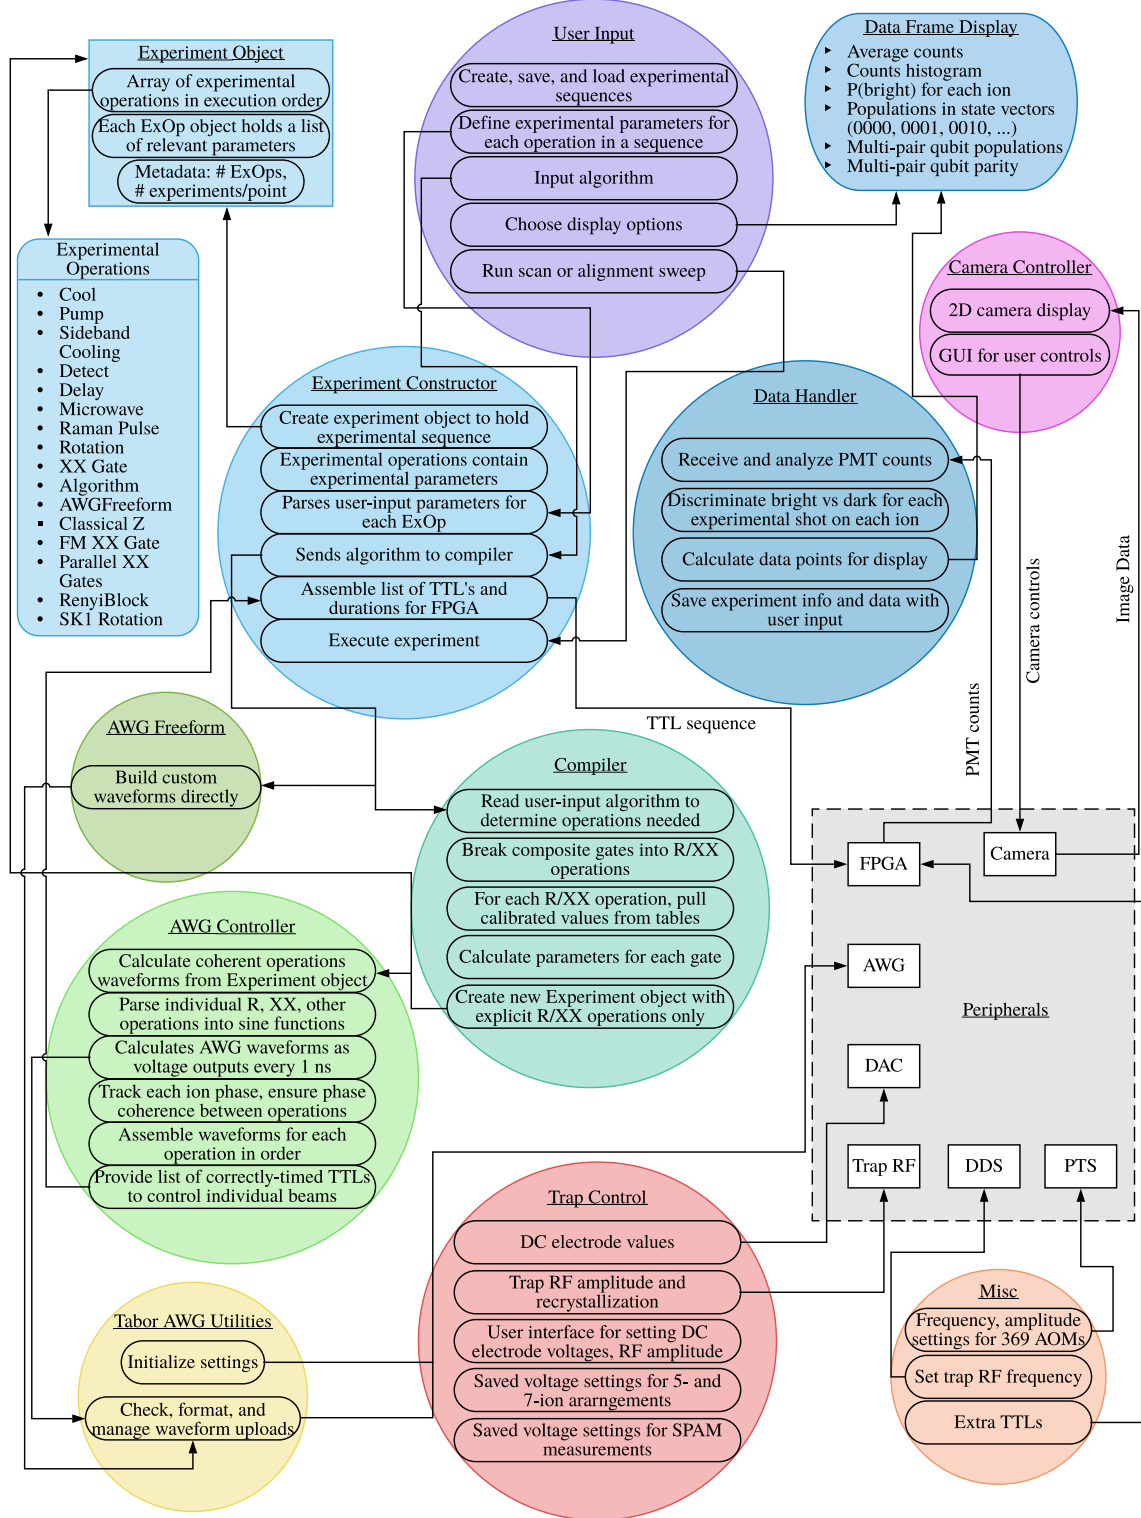 Experiment Object
Array of experimental
operations in execution order
Each ExOp object holds a list
of relevant parameters
Metadata: # ExOps,
# experiments/point
User Input
Create, save, and load experimental
sequences
Define experimental parameters for
each operation in a sequence
Input algorithm
Choose display options
Run scan or alignment sweep
Data Frame Display
‣ Average counts
‣ Counts histogram
‣ P(bright) for each ion
‣ Populations in state vectors
(0000, 0001, 0010, ...)
‣ Multi-pair qubit populations
‣ Multi-pair qubit parity
Experimental
Operations
• Cool
• Pump
• Sideband
Cooling
• Detect
• Delay
• Microwave
• Raman Pulse
• Rotation
• XX Gate
• Algorithm
• AWGFreeform
▪ Classical Z
• FM XX Gate
• Parallel XX
Gates
• RenyiBlock
• SK1 Rotation
Camera Controller
2D camera display
GUI for user controls
Experiment Constructor
Create experiment object to hold
experimental sequence
Experimental operations contain
experimental parameters
Parses user-input parameters for
each ExOp
Sends algorithm to compiler
Assemble list of TTL's and
durations for FPGA
Execute experiment
Data Handler
Receive and analyze PMT counts
Discriminate bright vs dark for each
experimental shot on each ion
Calculate data points for display
Save experiment info and data with
user input
Image Data
Camera controls
PMT counts
TTL sequence
AWG Freeform
Build custom
waveforms directly
Compiler
Read user-input algorithm to
determine operations needed
Break composite gates into R/XX
operations
For each R/XX operation, pull
calibrated values from tables
Calculate parameters for each gate
Create new Experiment object with
explicit R/XX operations only
AWG Controller
Calculate coherent operations
waveforms from Experiment object
Parse individual R, XX, other
operations into sine functions
Calculates AWG waveforms as
voltage outputs every 1 ns
Track each ion phase, ensure phase
coherence between operations
Assemble waveforms for each
operation in order
Provide list of correctly-timed TTLs
to control individual beams
FPGA
Camera
AWG
Peripherals
DAC
Trap RF
DDS
PTS
Trap Control
DC electrode values
Trap RF amplitude and
recrystallization
User interface for setting DC
electrode voltages, RF amplitude
Saved voltage settings for 5- and
7-ion ararngements
Saved voltage settings for SPAM
measurements
Tabor AWG Utilities
Initialize settings
Check, format, and
manage waveform uploads
Misc
Frequency, amplitude
settings for 369 AOMs
Set trap RF frequency
Extra TTLs